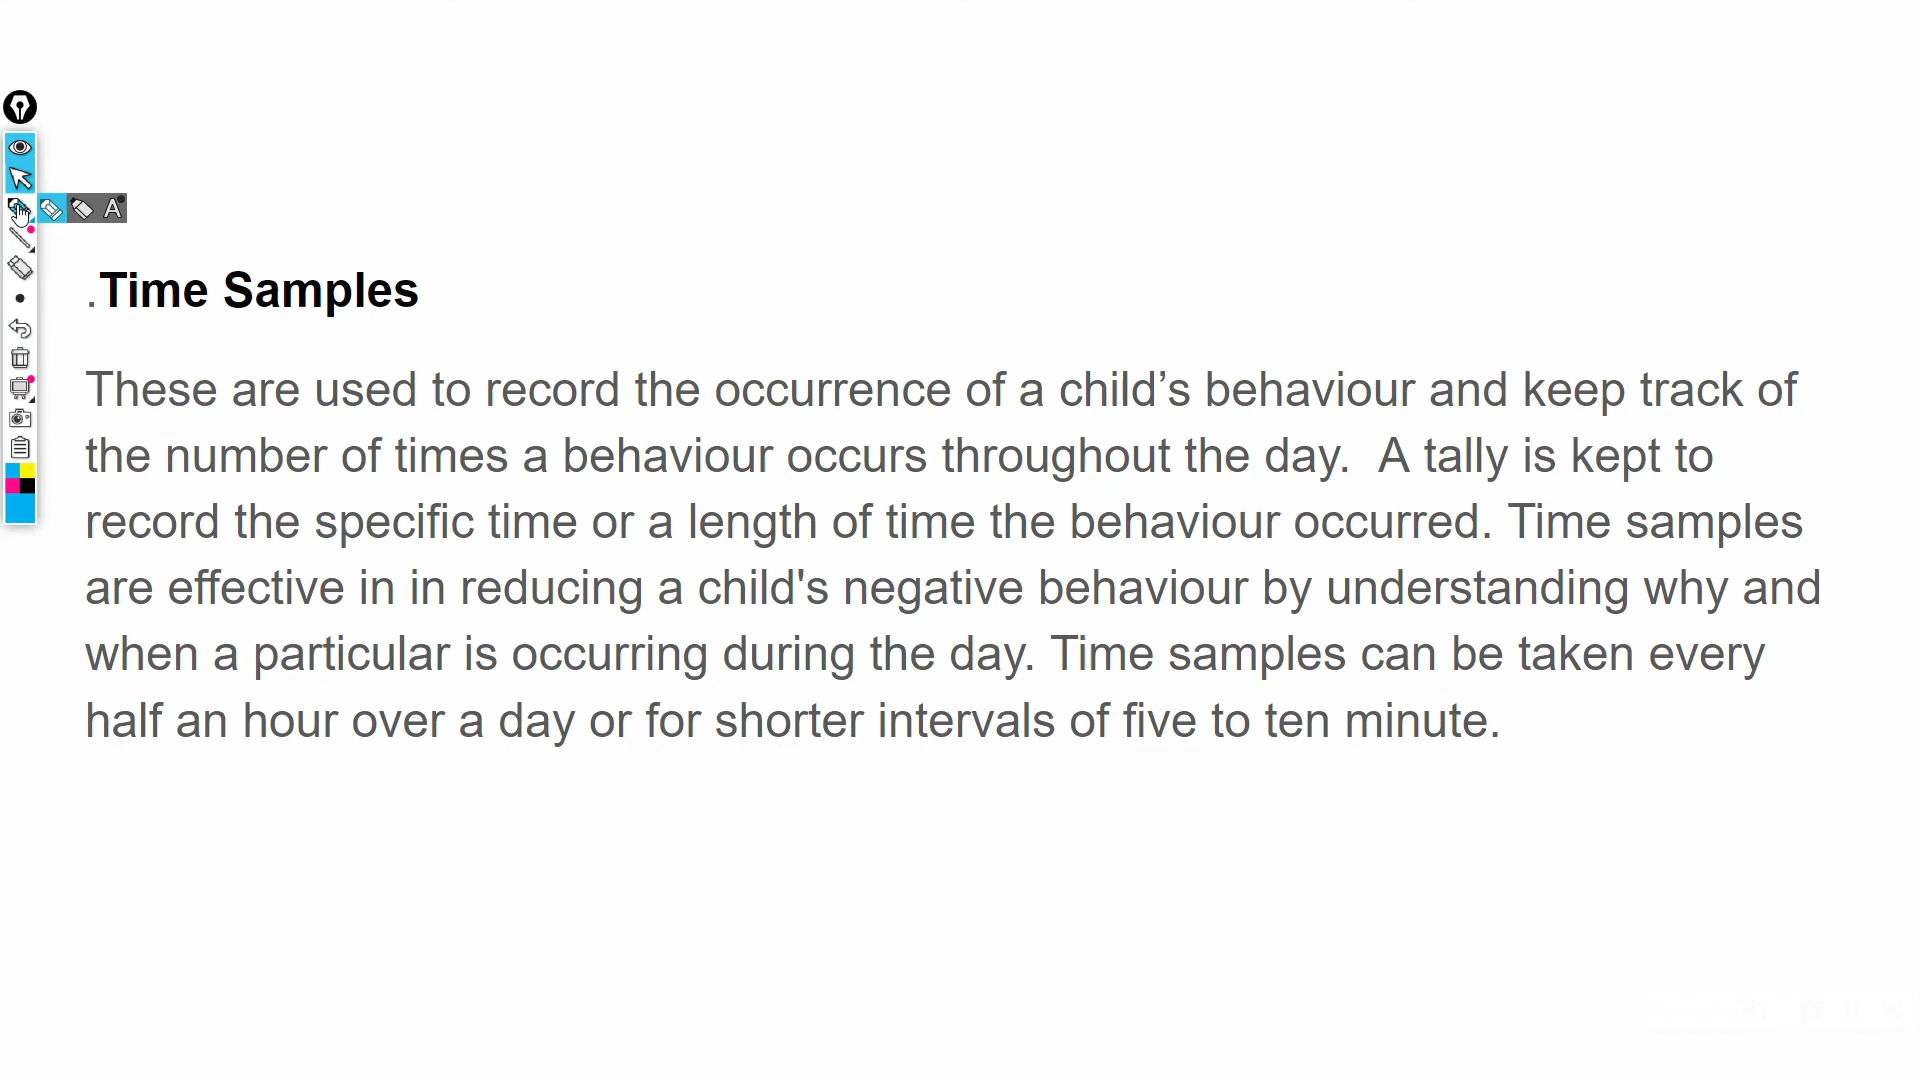 .Time Samples
These are used to record the occurrence of a child’s behaviour and keep track of
the number of times a behaviour occurs throughout the day.  A tally is kept to
record the specific time or a length of time the behaviour occurred. Time samples
are effective in in reducing a child's negative behaviour by understanding why and
when a particular is occurring during the day. Time samples can be taken every
half an hour over a day or for shorter intervals of five to ten minute.